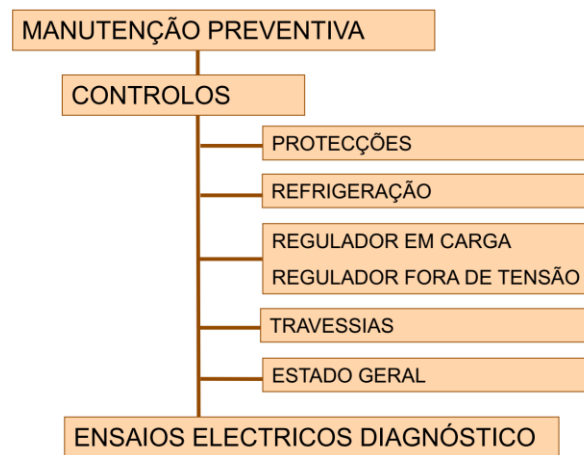 MANUTENÇÃO PREVENTIVA
CONTROLOS
PROTECÇÕES
REFRIGERAÇÃO
REGULADOR EM CARGA
REGULADOR FORA DE TENSÃO
TRAVESSIAS
ESTADO GERAL
ENSAIOS ELECTRICOS DIAGNÓSTICO